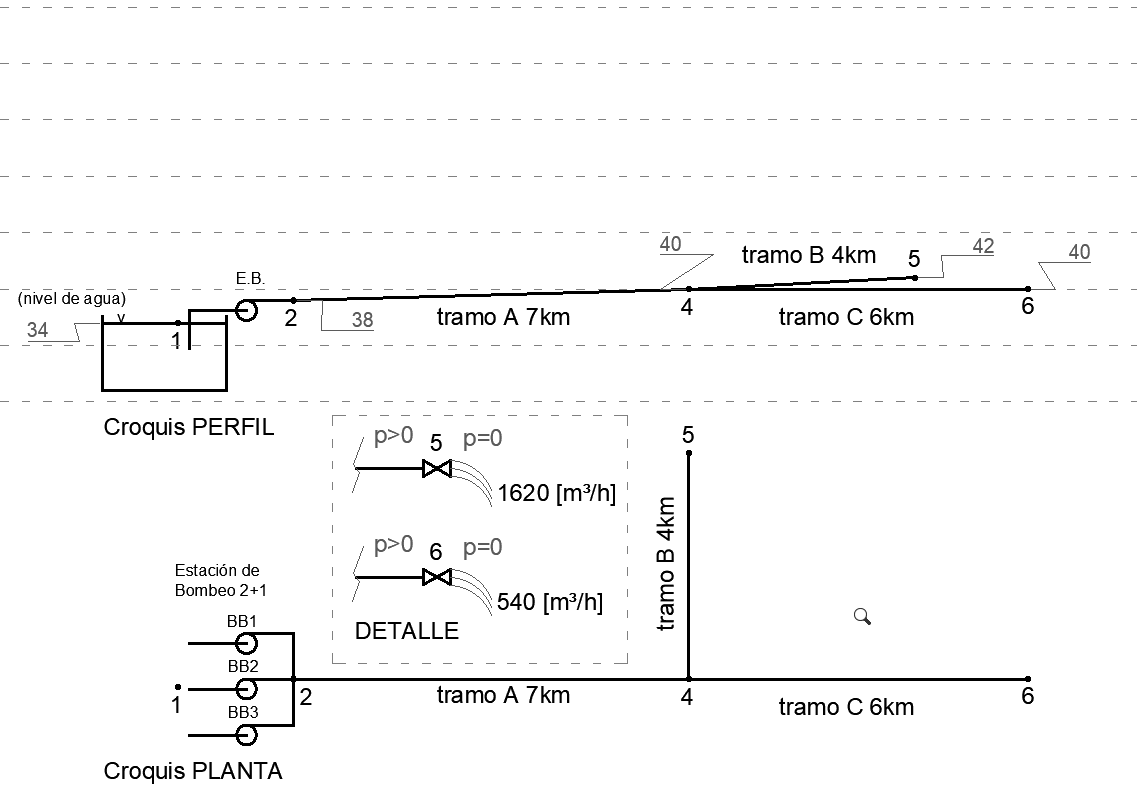 40
tramo B 4km
5
42
40
E.B.
(nivel de agua)
v
34
1
2
38
tramo A 7km
4
tramo C 6km
6
Croquis PERFIL
p>0
5
p=0
1620 [m³/h]
p>0
6
p=0
540 [m³/h]
DETALLE
5
tramo B 4km
Estación de
Bombeo 2+1
BB1
BB2
BB3
1
2
tramo A 7km
4
tramo C 6km
6
Croquis PLANTA